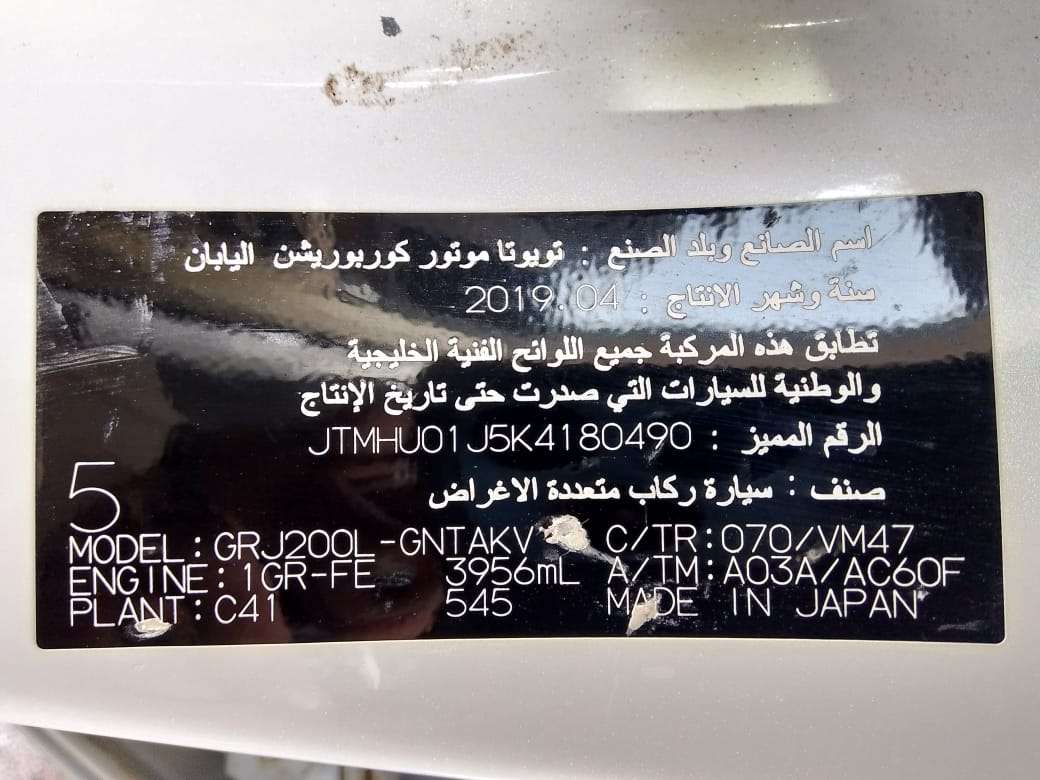 اسم الصانع وبلد الصنع : تويوتا موتور كوربوريشن اليابان
سنة وشهر الانتاج : 2019.04
تطابق هذه المركبة جميع اللوائح الفنية الخليجية
والوطنية للسيارات التي صدرت حتى تاريخ الإنتاج
الرقم المميز : JTMHU01J5K4180490
صنف : سيارة ركاب متعددة الاغراض
5
MODEL:GRJ200L-GNTAKV C/TR:070/VM47
ENGINE:1GR-FE 3956mL A/TM:A03A/AC60F
PLANT:C41 545 MADE IN JAPAN